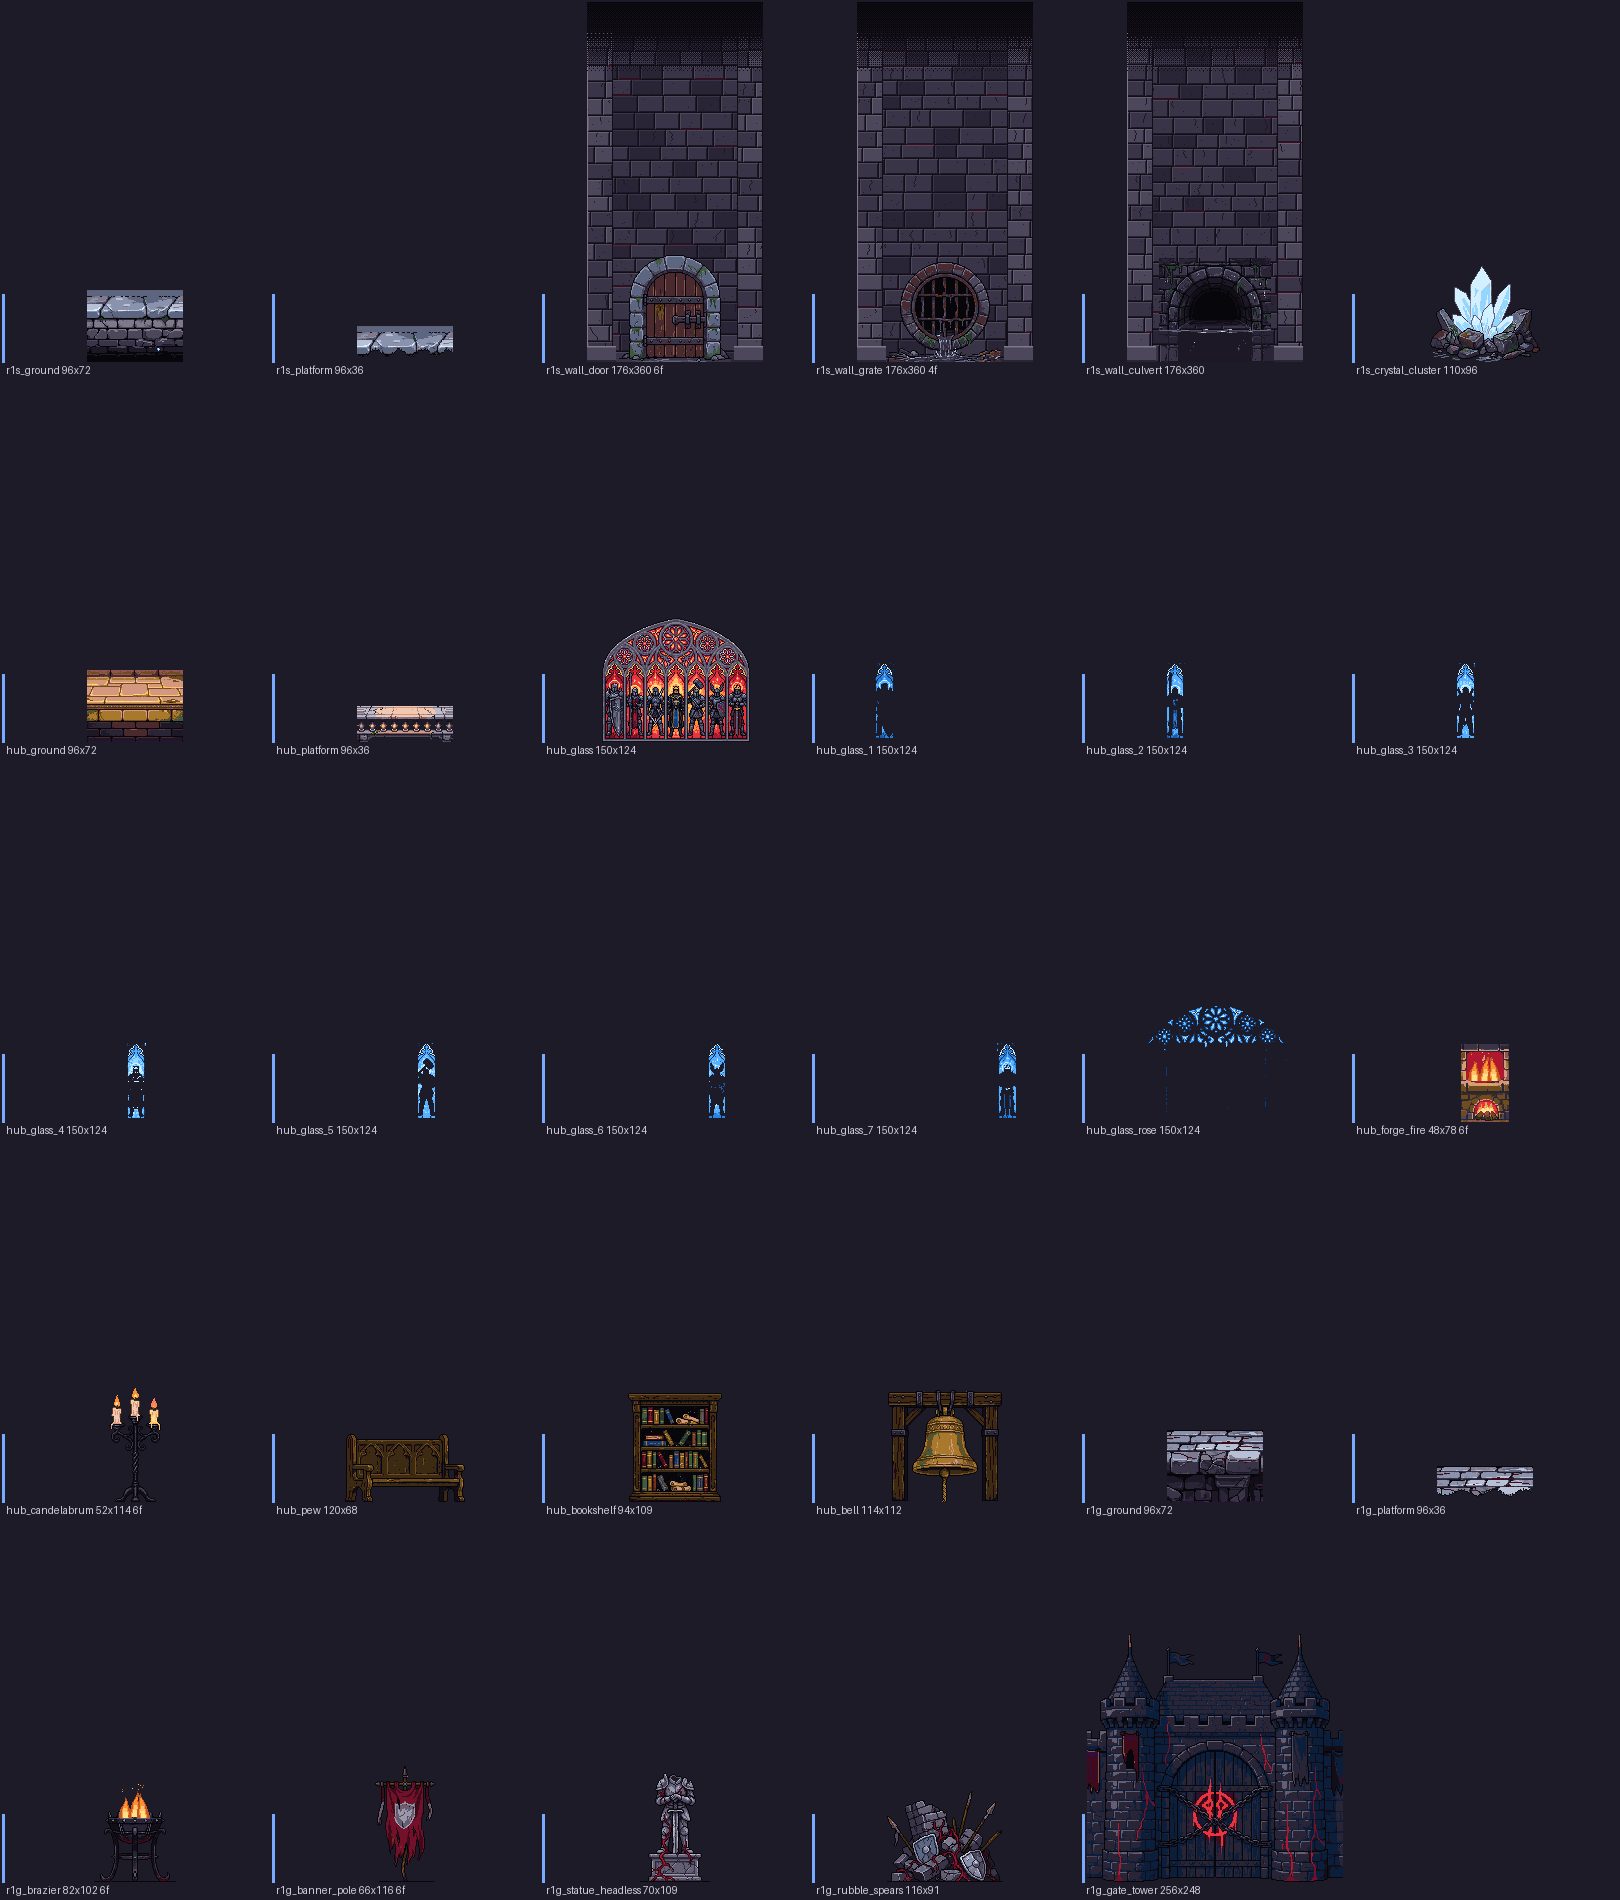 r1s_ground 96x72
r1s_platform 96x36
r1s_wall_door 176x360 6f
r1s_wall_grate 176x360 4f
r1s_wall_culvert 176x360
r1s_crystal_cluster 110x96
hub_ground 96x72
hub_platform 96x36
hub_glass 150x124
hub_glass_1 150x124
hub_glass_2 150x124
hub_glass_3 150x124
hub_glass_4 150x124
hub_glass_5 150x124
hub_glass_6 150x124
hub_glass_7 150x124
hub_glass_rose 150x124
hub_forge_fire 48x78 6f
hub_candelabrum 52x114 6f
hub_pew 120x68
hub_bookshelf 94x109
hub_bell 114x112
r1g_ground 96x72
r1g_platform 96x36
r1g_brazier 82x102 6f
r1g_banner_pole 66x116 6f
r1g_statue_headless 70x109
r1g_rubble_spears 116x91
r1g_gate_tower 256x248